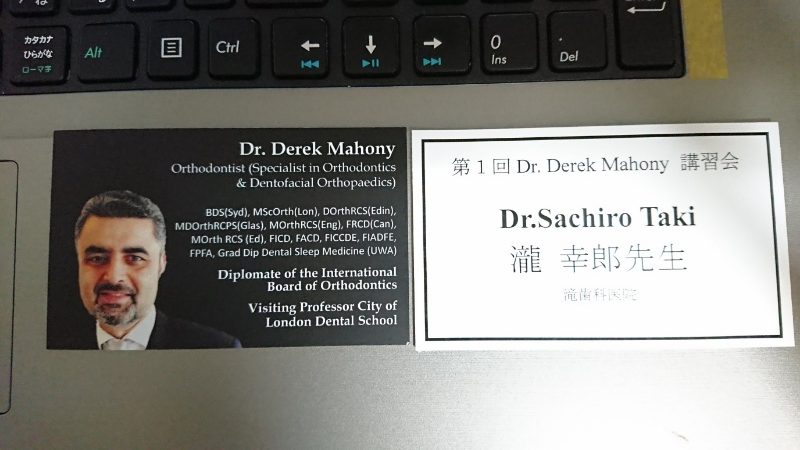 カタカナ
ひらがな
ローマ字
Alt
Ctrl
0
Ins
.
Del
Dr. Derek Mahony
Orthodontist (Specialist in Orthodontics
& Dentofacial Orthopaedics)
BDS(Syd), MScOrth(Lon), DOrthRCS(Edin),
MDOrthRCPS(Glas), MOrthRCS(Eng), FRCD(Can),
MOrth RCS (Ed), FICD, FACD, FICCDE, FIADFE,
FPFA, Grad Dip Dental Sleep Medicine (UWA)
Diplomate of the International
Board of Orthodontics
Visiting Professor City of
London Dental School
第1回 Dr. Derek Mahony 講習会
Dr.Sachiro Taki
瀧 幸郎先生
滝歯科医院